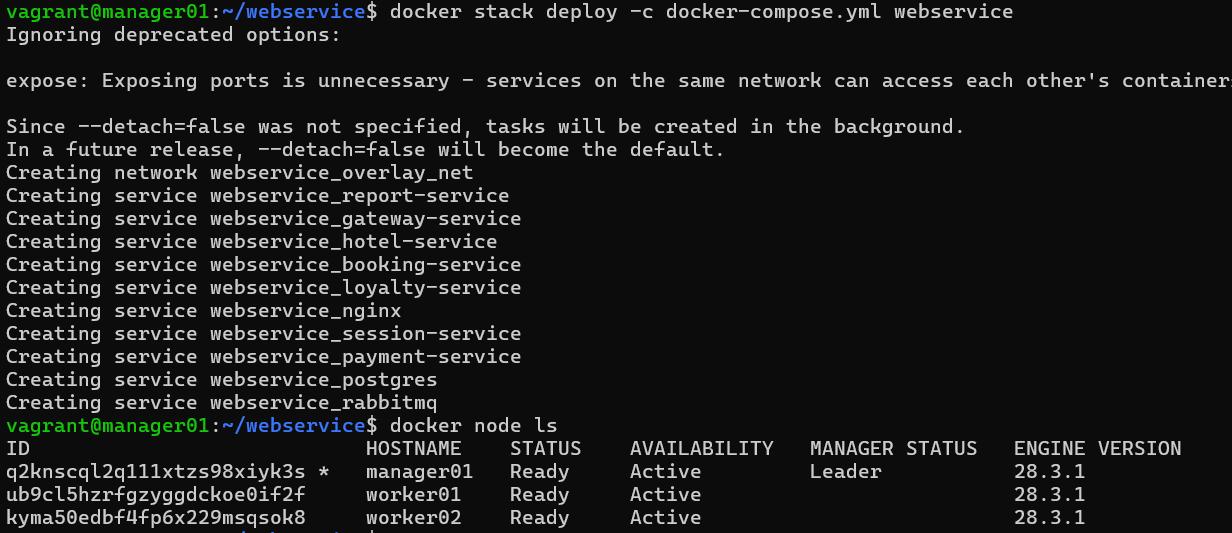 vagrant@manager01:~/webservice$ docker stack deploy -c docker-compose.yml webservice
Ignoring deprecated options:
expose: Exposing ports is unnecessary - services on the same network can access each other's container
Since --detach=false was not specified, tasks will be created in the background.
In a future release, --detach=false will become the default.
Creating network webservice_overlay_net
Creating service webservice_report-service
Creating service webservice_gateway-service
Creating service webservice_hotel-service
Creating service webservice_booking-service
Creating service webservice_loyalty-service
Creating service webservice_nginx
Creating service webservice_session-service
Creating service webservice_payment-service
Creating service webservice_postgres
Creating service webservice_rabbitmq
vagrant@manager01:~/webservice$ docker node ls
ID HOSTNAME STATUS AVAILABILITY MANAGER STATUS ENGINE VERSION
q2knscql2q111xtzs98xiyk3s * manager01 Ready Active Leader 28.3.1
ub9cl5hzrfgzyggdckoe0if2f worker01 Ready Active 28.3.1
kyma50edbf4fp6x229msqsok8 worker02 Ready Active 28.3.1